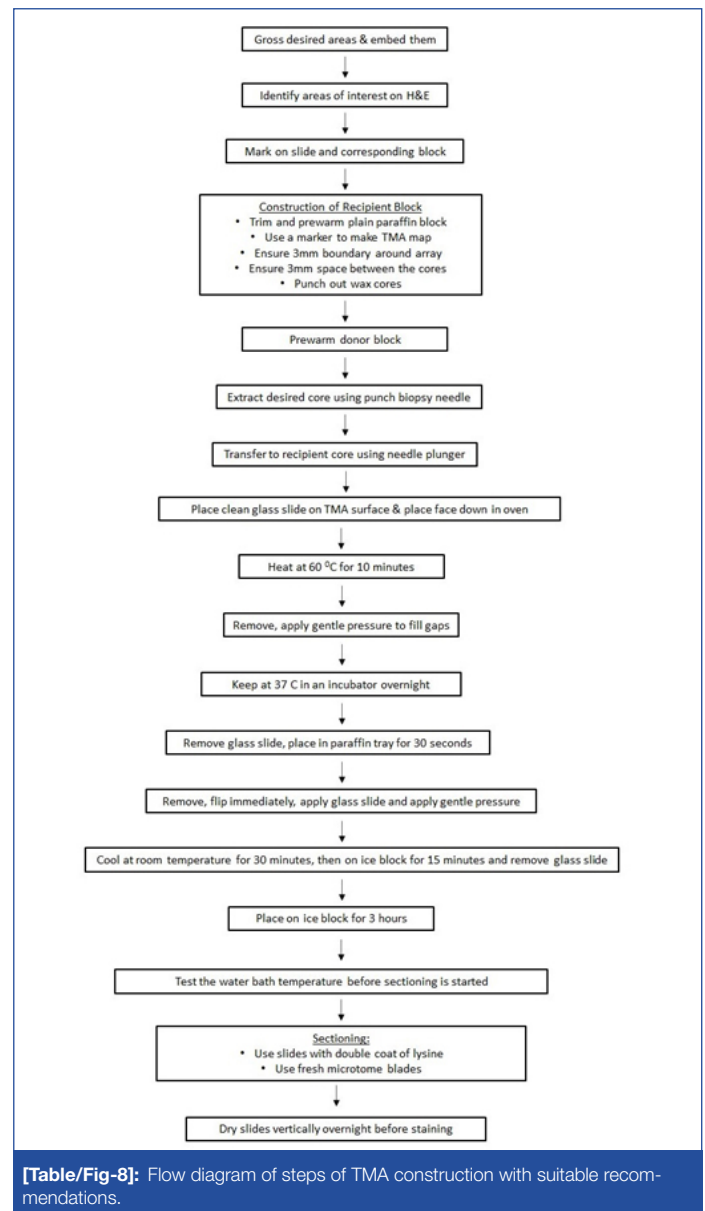 Gross desired areas & embed them
Identify areas of interest on H&E
Mark on slide and corresponding block
Construction of Recipient Block
• Trim and prewarm plain paraffin block
• Use a marker to make TMA map
• Ensure 3mm boundary around array
• Ensure 3mm space between the cores
• Punch out wax cores
Prewarm donor block
Extract desired core using punch biopsy needle
Transfer to recipient core using needle plunger
Place clean glass slide on TMA surface & place face down in oven
Heat at 60 ⁰C for 10 minutes
Remove, apply gentle pressure to fill gaps
Keep at 37 C in an incubator overnight
Remove glass slide, place in paraffin tray for 30 seconds
Remove, flip immediately, apply glass slide and apply gentle pressure
Cool at room temperature for 30 minutes, then on ice block for 15 minutes and remove glass slide
Place on ice block for 3 hours
Test the water bath temperature before sectioning is started
Sectioning:
• Use slides with double coat of lysine
• Use fresh microtome blades
Dry slides vertically overnight before staining
[Table/Fig-8]: Flow diagram of steps of TMA construction with suitable recom-
mendations.